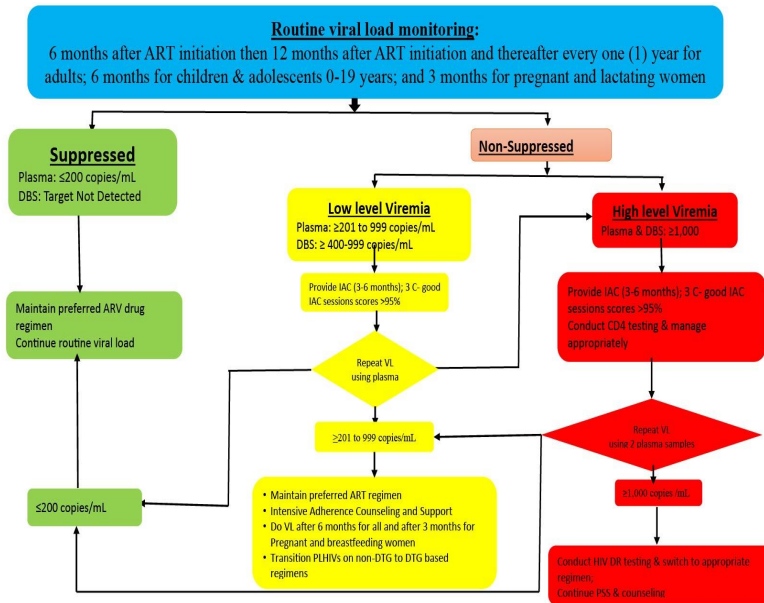 Routine viral load monitoring:
6 months after ART initiation then 12 months after ART initiation and thereafter every one (1) year for
adults; 6 months for children & adolescents 0-19 years; and 3 months for pregnant and lactating women
Suppressed
Plasma: ≤200 copies/mL
DBS: Target Not Detected
Non-Suppressed
Low level Viremia
Plasma: ≥201 to 999 copies/mL
DBS: ≥ 400-999 copies/mL
High level Viremia
Plasma & DBS: ≥1,000
Provide IAC (3-6 months); 3 C- good
IAC sessions scores >95%
Provide IAC (3-6 months); 3 C- good IAC
sessions scores >95%
Conduct CD4 testing & manage
appropriately
Maintain preferred ARV drug
regimen
Continue routine viral load
Repeat VL
using plasma
Repeat VL
using 2 plasma samples
≥201 to 999 copies/mL
≤200 copies/mL
≥1,000 copies /mL
• Maintain preferred ART regimen
• Intensive Adherence Counseling and Support
• Do VL after 6 months for all and after 3 months for
Pregnant and breastfeeding women
• Transition PLHIVs on non-DTG to DTG based
regimens
Conduct HIV DR testing & switch to appropriate
regimen;
Continue PSS & counseling